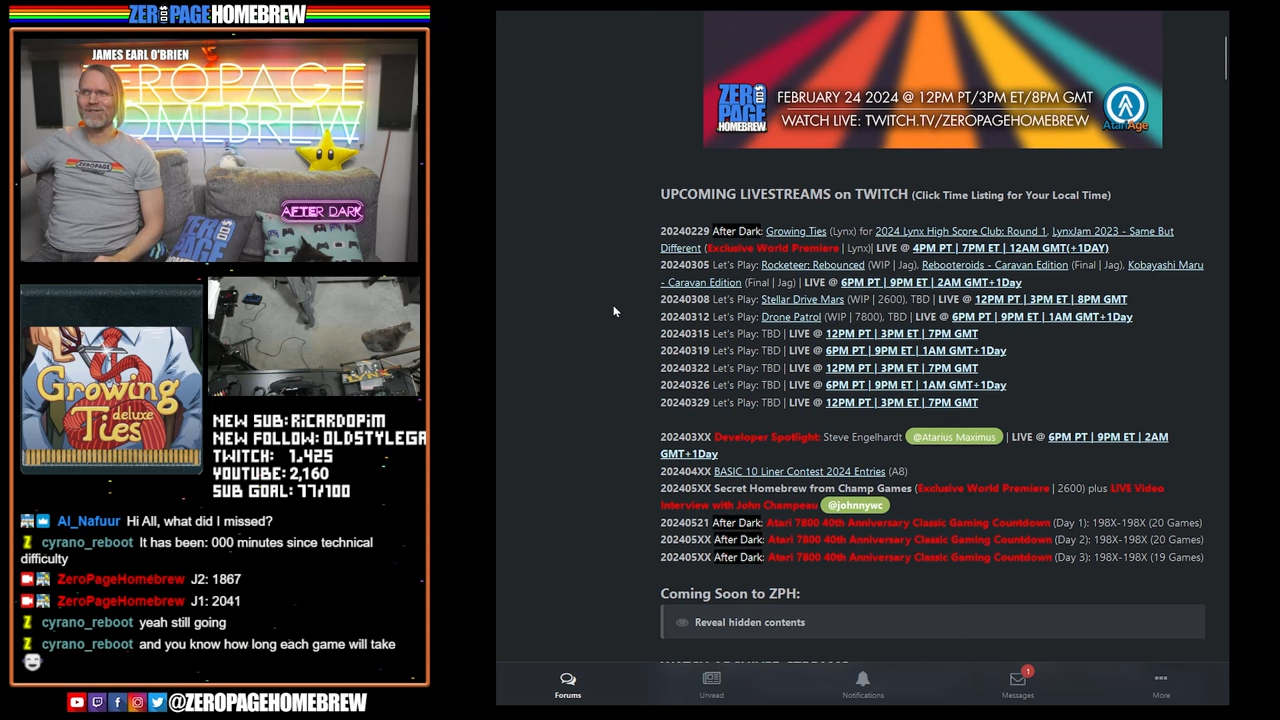 ZEROPAGE HOMEBREW
JAMES EARL O'BRIEN
ZEROPAGE
HOMEBREW
ZEROPAGE
AFTER DARK
Growing
deluxe
Ties
NEW SUB: RICARDOPIM
NEW FOLLOW: OLDSTYLEGA
TWITCH: 1,425
YOUTUBE: 2,160
SUB GOAL: 77/100
Al_Nafuur Hi All, what did I missed?
cyrano_reboot It has been: 000 minutes since technical
difficulty
ZeroPageHomebrew J2: 1867
ZeroPageHomebrew J1: 2041
cyrano_reboot yeah still going
cyrano_reboot and you know how long each game will take
@ZEROPAGEHOMEBREW
ZERO PAGE HOMEBREW
FEBRUARY 24 2024 @ 12PM PT/3PM ET/8PM GMT
WATCH LIVE: TWITCH.TV/ZEROPAGEHOMEBREW
AtariAge
UPCOMING LIVESTREAMS on TWITCH (Click Time Listing for Your Local Time)
20240229 After Dark: Growing Ties (Lynx) for 2024 Lynx High Score Club: Round 1, LynxJam 2023 - Same But
Different (Exclusive World Premiere | Lynx)| LIVE @ 4PM PT | 7PM ET | 12AM GMT(+1DAY)
20240305 Let's Play: Rocketeer: Rebounced (WIP | Jag), Rebooteroids - Caravan Edition (Final | Jag), Kobayashi Maru
- Caravan Edition (Final | Jag) | LIVE @ 6PM PT | 9PM ET | 2AM GMT+1Day
20240308 Let's Play: Stellar Drive Mars (WIP | 2600), TBD | LIVE @ 12PM PT | 3PM ET | 8PM GMT
20240312 Let's Play: Drone Patrol (WIP | 7800), TBD | LIVE @ 6PM PT | 9PM ET | 1AM GMT+1Day
20240315 Let's Play: TBD | LIVE @ 12PM PT | 3PM ET | 7PM GMT
20240319 Let's Play: TBD | LIVE @ 6PM PT | 9PM ET | 1AM GMT+1Day
20240322 Let's Play: TBD | LIVE @ 12PM PT | 3PM ET | 7PM GMT
20240326 Let's Play: TBD | LIVE @ 6PM PT | 9PM ET | 1AM GMT+1Day
20240329 Let's Play: TBD | LIVE @ 12PM PT | 3PM ET | 7PM GMT
202403XX Developer Spotlight: Steve Engelhardt @Atarius Maximus | LIVE @ 6PM PT | 9PM ET | 2AM
GMT+1Day
202404XX BASIC 10 Liner Contest 2024 Entries (A8)
202405XX Secret Homebrew from Champ Games (Exclusive World Premiere | 2600) plus LIVE Video
Interview with John Champeau @johnnywc
20240521 After Dark: Atari 7800 40th Anniversary Classic Gaming Countdown (Day 1): 198X-198X (20 Games)
202405XX After Dark: Atari 7800 40th Anniversary Classic Gaming Countdown (Day 2): 198X-198X (20 Games)
202405XX After Dark: Atari 7800 40th Anniversary Classic Gaming Countdown (Day 3): 198X-198X (19 Games)
Coming Soon to ZPH:
Reveal hidden contents
WATCH ARCHIVED STREAMS
1
Forums Unread Notifications Messages More